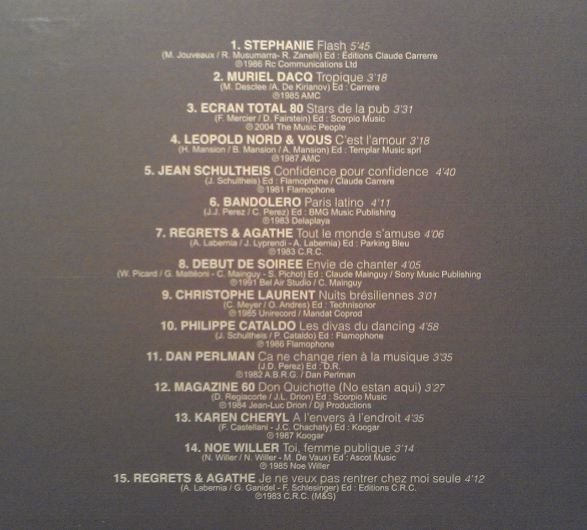 1. STEPHANIE Flash 5'45
(M. Jouveaux / R. Musumarra- R. Zanelli) Ed : Editions Claude Carrerre
℗1986 Rc Communications Ltd
2. MURIEL DACQ Tropique 3'18
(M. Desclee /A. De Kirianov) Ed : Carrere
℗1985 AMC
3. ECRAN TOTAL 80 Stars de la pub 3'31
(F. Mercier / D. Fairstein) Ed : Scorpio Music
℗2004 The Music People
4. LEOPOLD NORD & VOUS C'est l'amour 3'18
(H. Mansion / B. Mansion / A. Mansion) Ed : Templar Music sprl
℗1987 AMC
5. JEAN SCHULTHEIS Confidence pour confidence 4'40
(J. Schultheis) Ed : Flamophone / Claude Carrere
℗1981 Flamophone
6. BANDOLERO Paris latino 4'11
(J.J. Perez / C. Perez) Ed : BMG Music Publishing
℗1983 Delaplaya
7. REGRETS & AGATHE Tout le monde s'amuse 4'06
(A. Labernia / J. Lyprendi - A. Labernia) Ed : Parking Bleu
℗1983 C.R.C.
8. DEBUT DE SOIREE Envie de chanter 4'05
(W. Picard / G. Mattéoni - C. Mainguy - S. Pichot) Ed : Claude Mainguy / Sony Music Publishing
℗1991 Bel Air Studio / C. Mainguy
9. CHRISTOPHE LAURENT Nuits brésiliennes 3'01
(C. Meyer / O. Andres) Ed : Technisonor
℗1985 Unirecord / Mandat Coprod
10. PHILIPPE CATALDO Les divas du dancing 4'58
(J. Schultheis / P. Cataldo) Ed : Flamophone
℗1986 Flamophone
11. DAN PERLMAN Ca ne change rien à la musique 3'35
(J.D. Perez) Ed : D.R.
℗1982 A.B.R.G. / Dan Perlman
12. MAGAZINE 60 Don Quichotte (No estan aqui) 3'27
(D. Regiacorte / J.L. Drion) Ed : Scorpio Music
℗1984 Jean-Luc Drion / Djl Productions
13. KAREN CHERYL A l'envers à l'endroit 4'35
(F. Castellani - J.C. Chachaty) Ed : Koogar
℗1987 Koogar
14. NOE WILLER Toi, femme publique 3'14
(N. Willer / N. Willer - M. De Vaux) Ed : Ascot Music
℗1985 Noe Willer
15. REGRETS & AGATHE Je ne veux pas rentrer chez moi seule 4'12
(A. Labernia / G. Ganidel - F. Schlesinger) Ed : Editions C.R.C.
℗1983 C.R.C. (M&S)